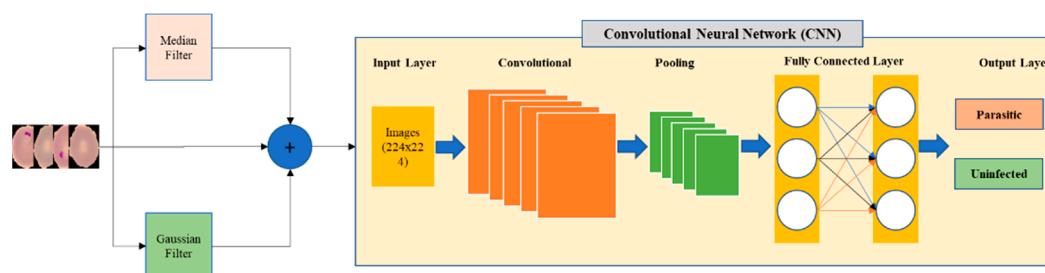 Median
Filter
Gaussian
Filter
+
Convolutional Neural Network (CNN)
Input Layer
Convolutional
Pooling
Fully Connected Layer
Output Laye
Images
(224x22
4)
Parasitic
Uninfected